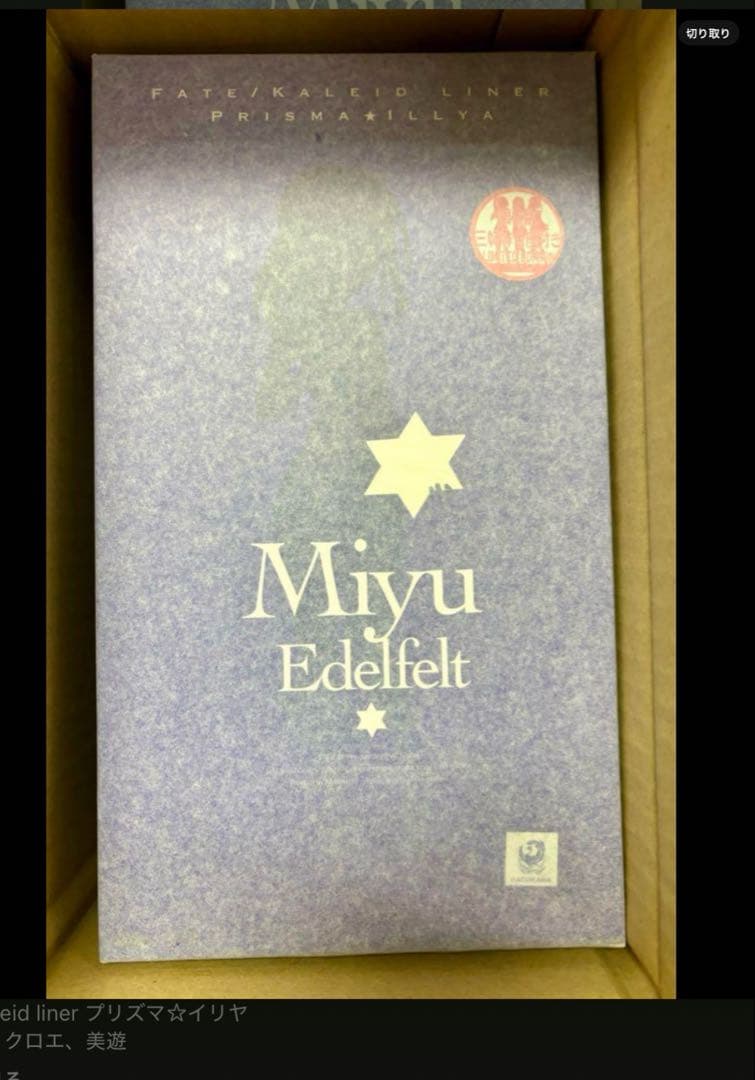 切り取り
FATE/KALEID LINER
PRISMA★ILLYA
Miyu
Edelfelt
eid liner プリズマ☆イリヤ
クロエ、美遊